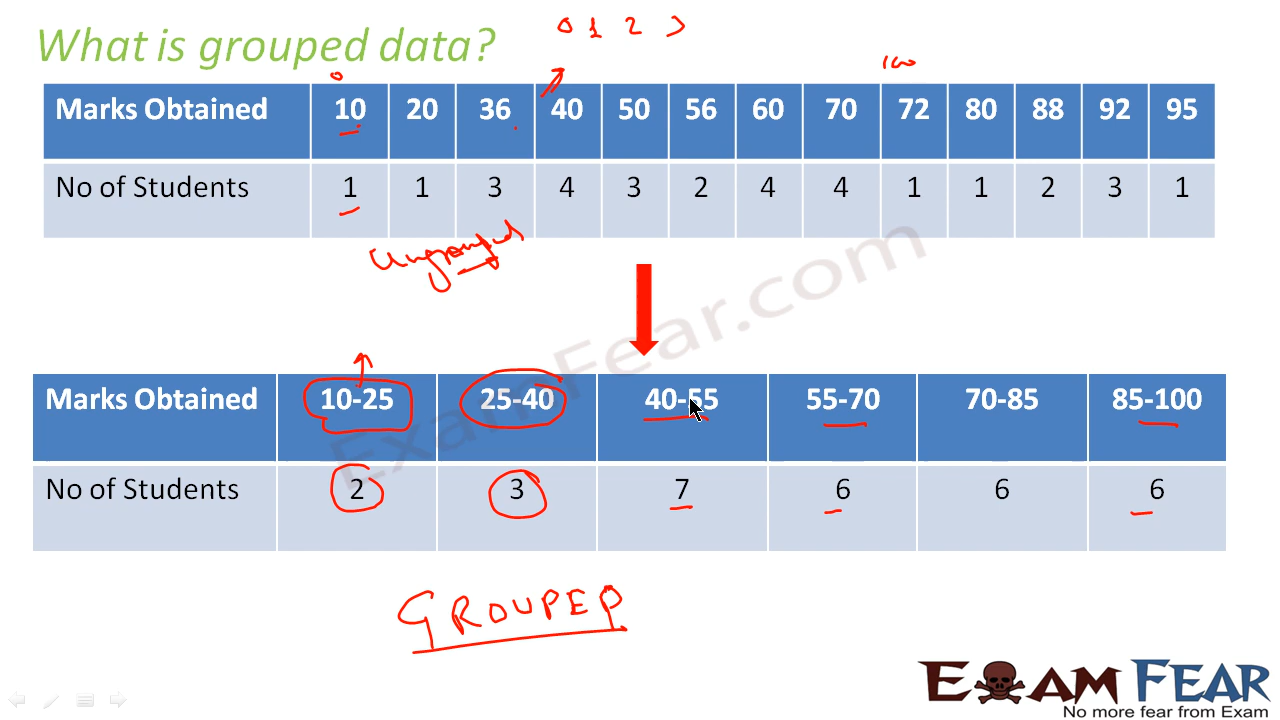 What is grouped data?
0 1 2 3
0
100
Marks Obtained 10 20 36 40 50 56 60 70 72 80 88 92 95
No of Students 1 1 3 4 3 2 4 4 1 1 2 3 1
Ungrouped
ExamFear.com
Marks Obtained 10-25 25-40 40-55 55-70 70-85 85-100
No of Students 2 3 7 6 6 6
GROUPED
EXAM FEAR
No more fear from Exam